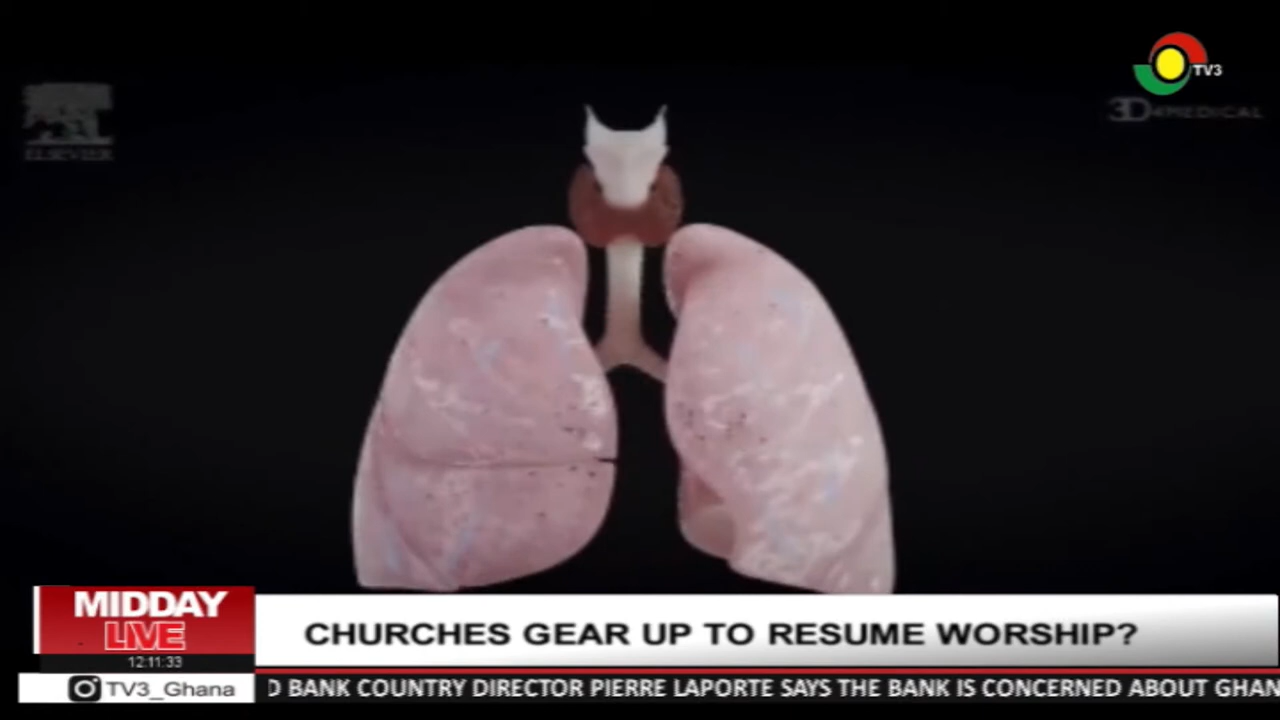 TV3
3D4MEDICAL
ELSEVIER
MIDDAY
LIVE
CHURCHES GEAR UP TO RESUME WORSHIP?
12:11:33
TV3_Ghana
D BANK COUNTRY DIRECTOR PIERRE LAPORTE SAYS THE BANK IS CONCERNED ABOUT GHAN